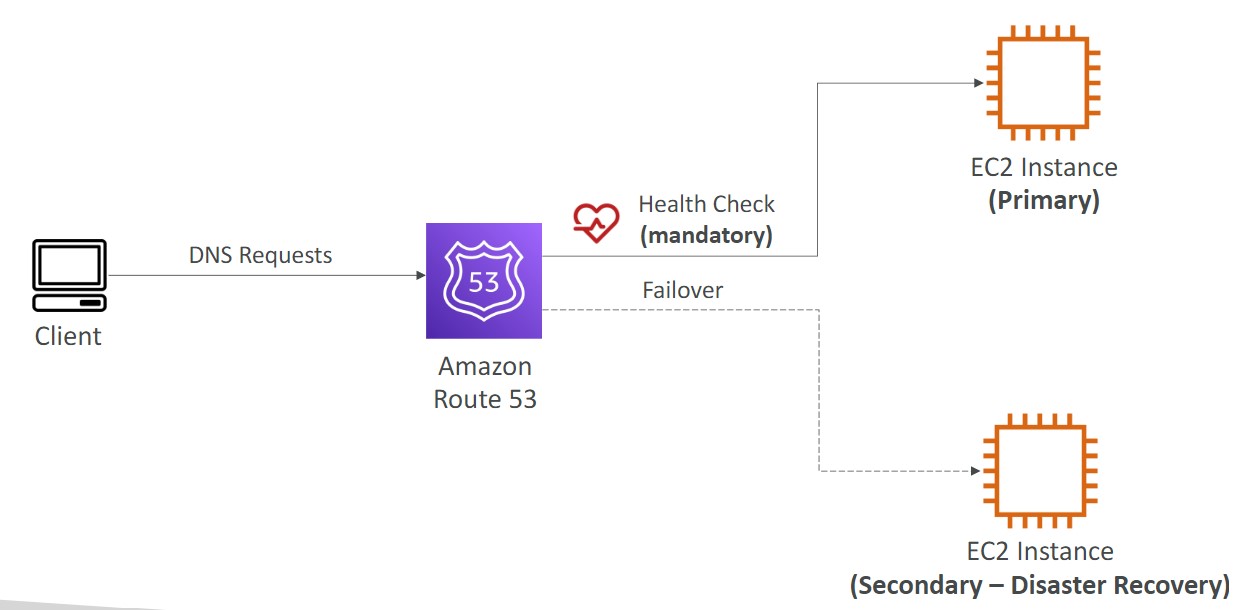 DNS Requests
Client
53
Amazon
Route 53
Health Check
(mandatory)
Failover
EC2 Instance
(Primary)
EC2 Instance
(Secondary – Disaster Recovery)